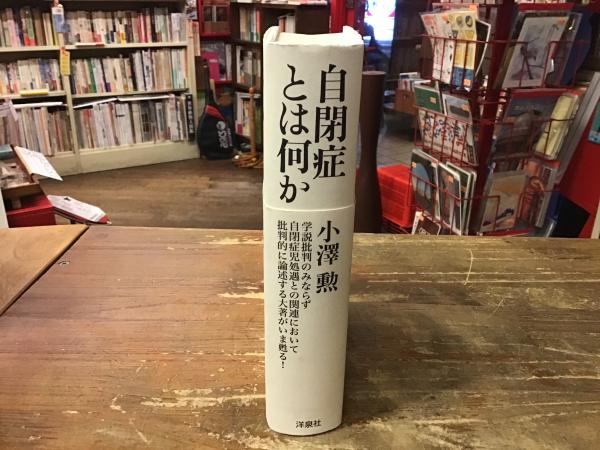 自閉症
とは何か
小澤 勲
学説批判のみならず
自閉症児処遇との関連において
批判的に論述する大著がいま甦る!
洋泉社